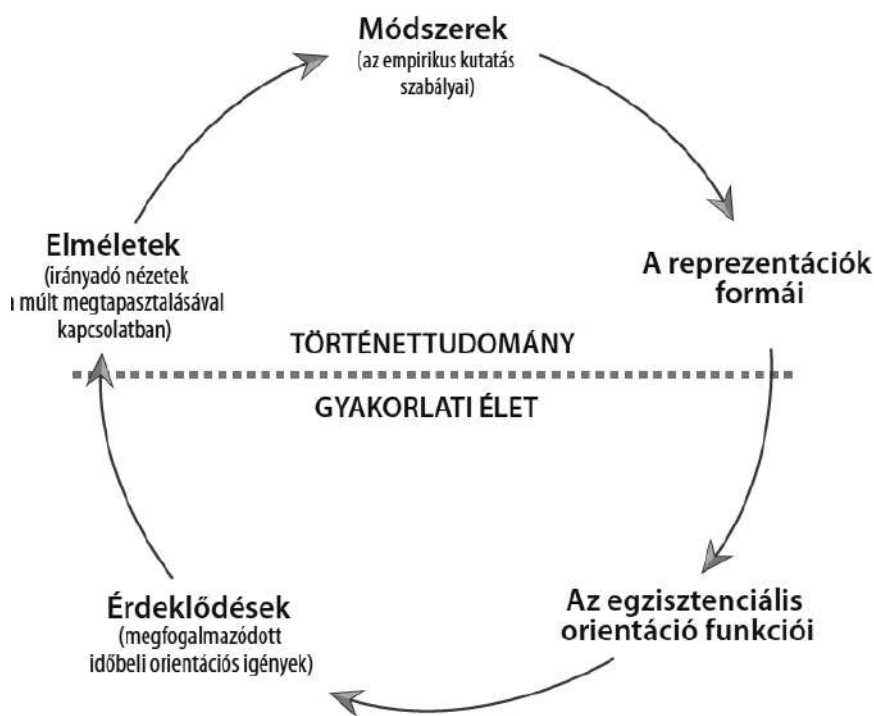 Módszerek
(az empirikus kutatás
szabályai)
Elméletek
(irányadó nézetek
a múlt megtapasztalásával
kapcsolatban)
A reprezentációk
formái
TÖRTÉNETTUDOMÁNY
GYAKORLATI ÉLET
Érdeklődések
(megfogalmazódott
időbeli orientációs igények)
Az egzisztenciális
orientáció funkciói